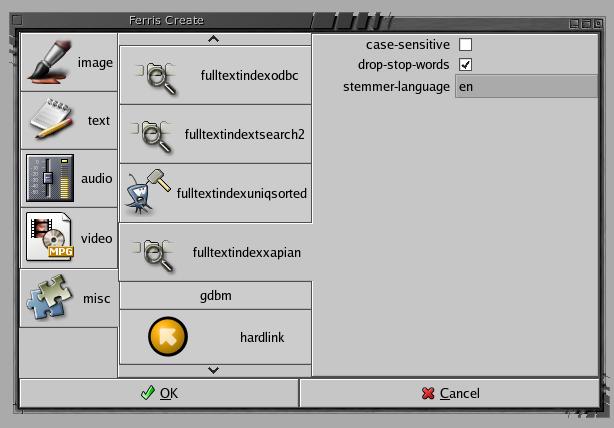 Ferris Create
image
text
audio
video
MPG
misc
fulltextindexodbc
fulltextindextsearch2
fulltextindexuniqsorted
fulltextindexxapian
gdbm
hardlink
case-sensitive
drop-stop-words
stemmer-language en
OK
Cancel